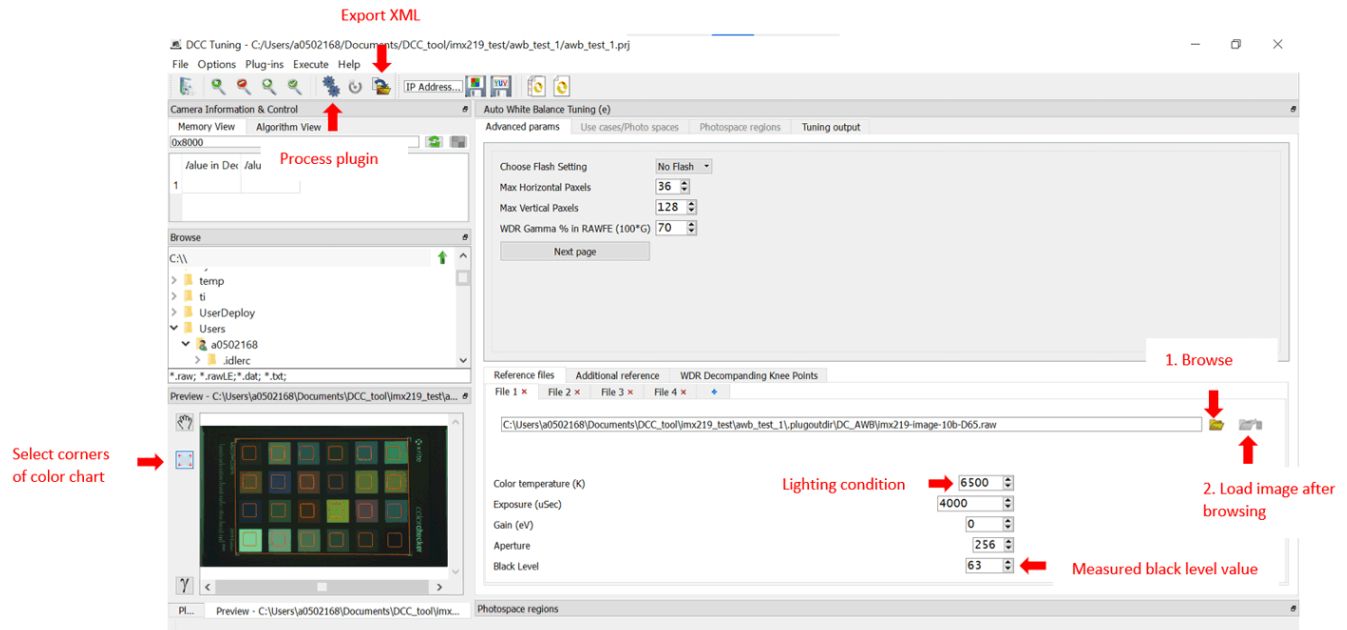 Export XML
DCC Tuning - C:/Users/a0502168/Documents/DCC_tool/imx219_test/awb_test_1/awb_test_1.prj
File Options Plug-ins Execute Help
IP Address...
YUV
Camera Information & Control
Memory View Algorithm View
0x8000
/alue in Dec /alu
1
Process plugin
Browse
C:\\
temp
ti
UserDeploy
Users
a0502168
.idlerc
*.raw; *.rawLE;*.dat; *.txt;
Preview - C:\Users\a0502168\Documents\DCC_tool\imx219_test\a...
Select corners
of color chart
x-rite
colorchecker
γ
Pl... Preview - C:\Users\a0502168\Documents\DCC_tool\imx...
Auto White Balance Tuning (e)
Advanced params Use cases/Photo spaces Photospace regions Tuning output
Choose Flash Setting No Flash
Max Horizontal Paxels 36
Max Vertical Paxels 128
WDR Gamma % in RAWFE (100*G) 70
Next page
1. Browse
Reference files Additional reference WDR Decompanding Knee Points
File 1 × File 2 × File 3 × File 4 × +
C:\Users\a0502168\Documents\DCC_tool\imx219_test\awb_test_1\.plugoutdir\DC_AWB\imx219-image-10b-D65.raw
2. Load image after
browsing
Color temperature (K) Lighting condition 6500
Exposure (uSec) 4000
Gain (eV) 0
Aperture 256
Black Level 63 Measured black level value
Photospace regions